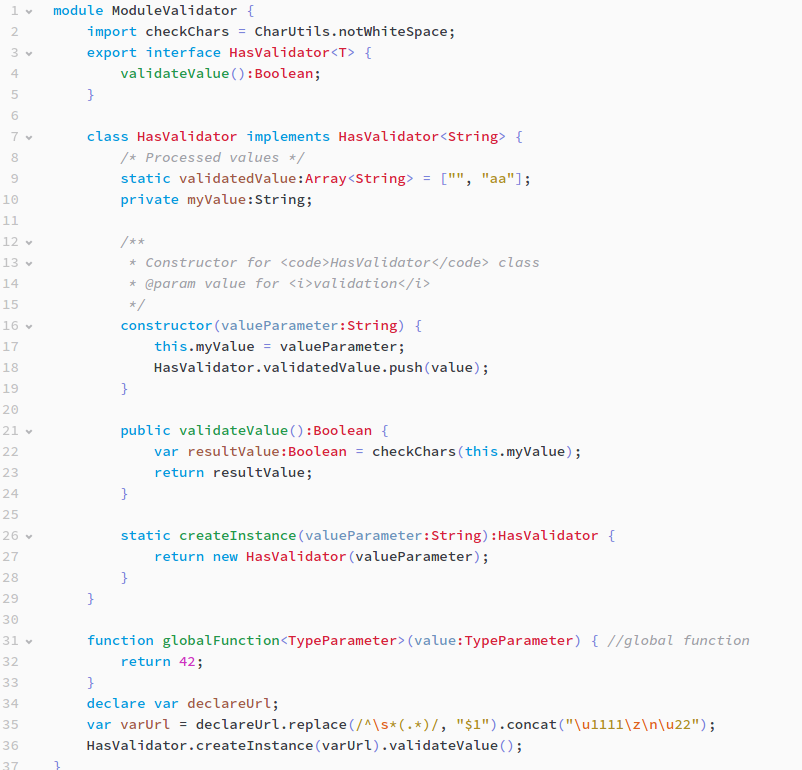 1 module ModuleValidator {
2     import checkChars = CharUtils.notWhiteSpace;
3     export interface HasValidator<T> {
4         validateValue():Boolean;
5     }
6
7     class HasValidator implements HasValidator<String> {
8         /* Processed values */
9         static validatedValue:Array<String> = ["", "aa"];
10         private myValue:String;
11
12         /**
13          * Constructor for <code>HasValidator</code> class
14          * @param value for <i>validation</i>
15          */
16         constructor(valueParameter:String) {
17             this.myValue = valueParameter;
18             HasValidator.validatedValue.push(value);
19         }
20
21         public validateValue():Boolean {
22             var resultValue:Boolean = checkChars(this.myValue);
23             return resultValue;
24         }
25
26         static createInstance(valueParameter:String):HasValidator {
27             return new HasValidator(valueParameter);
28         }
29     }
30
31     function globalFunction<TypeParameter>(value:TypeParameter) { //global function
32         return 42;
33     }
34     declare var declareUrl;
35     var varUrl = declareUrl.replace(/^\s*(.*)/, "$1").concat("\u1111\z\n\u22");
36     HasValidator.createInstance(varUrl).validateValue();
37 }